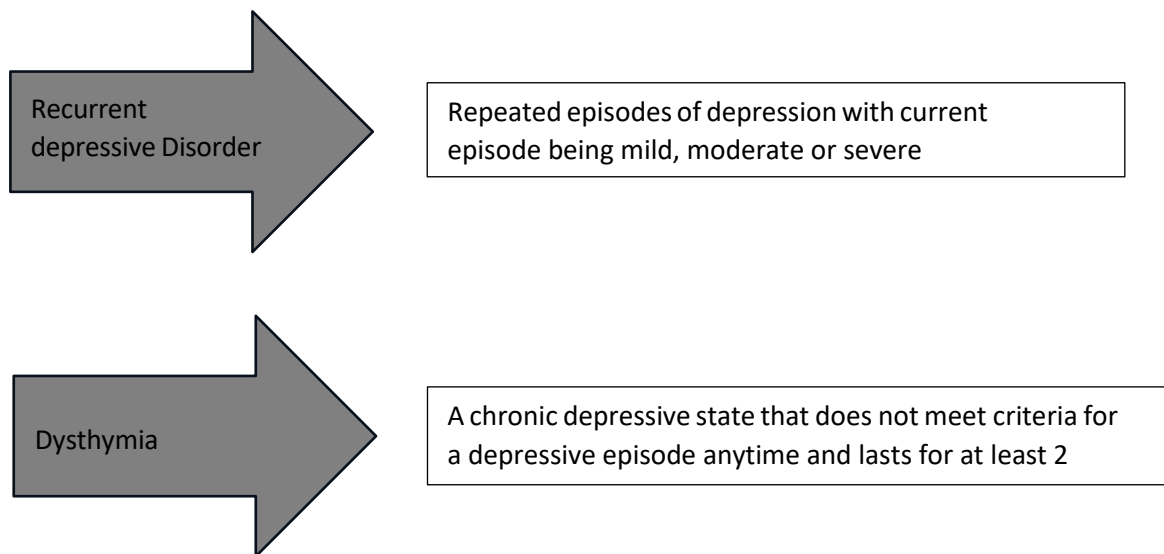 Recurrent
depressive Disorder
Repeated episodes of depression with current
episode being mild, moderate or severe
Dysthymia
A chronic depressive state that does not meet criteria for
a depressive episode anytime and lasts for at least 2